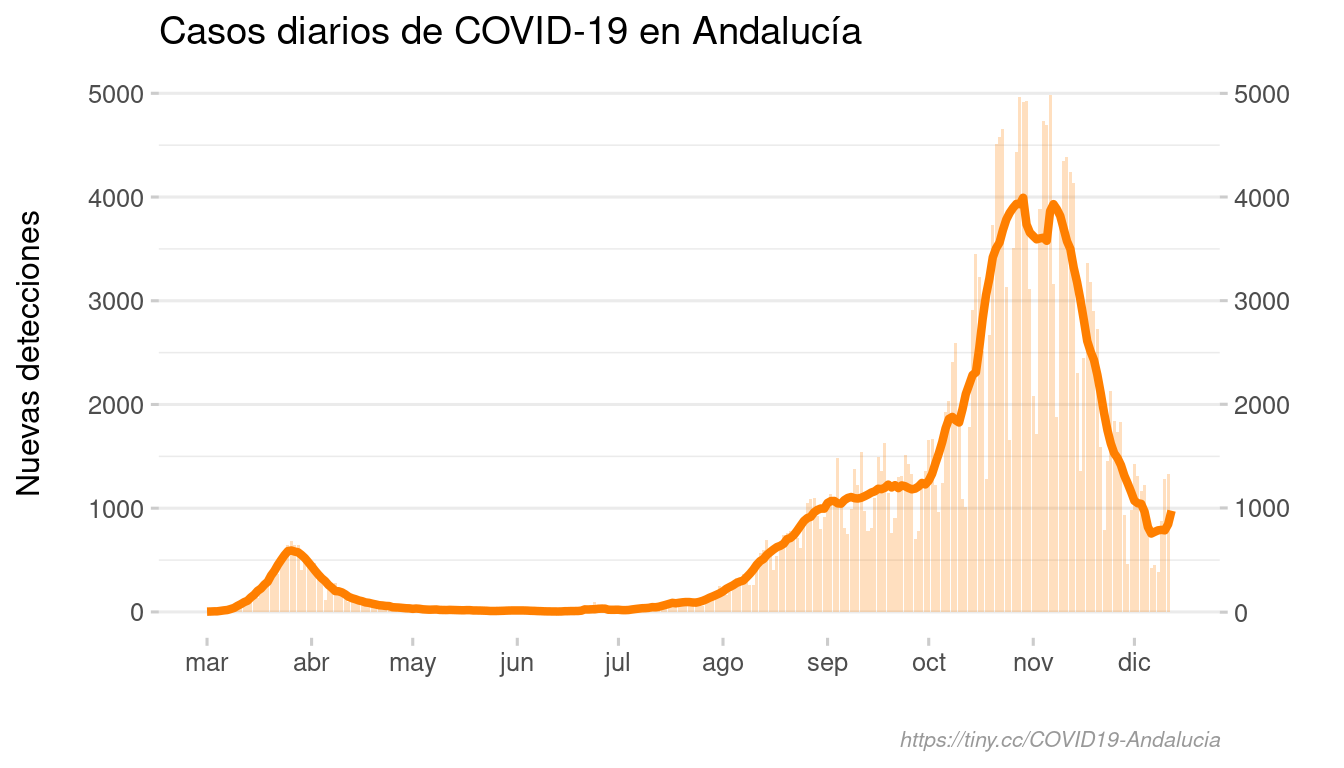 Casos diarios de COVID-19 en Andalucía
Nuevas detecciones
5000 5000
4000 4000
3000 3000
2000 2000
1000 1000
0 0
mar abr may jun jul ago sep oct nov dic
https://tiny.cc/COVID19-Andalucia